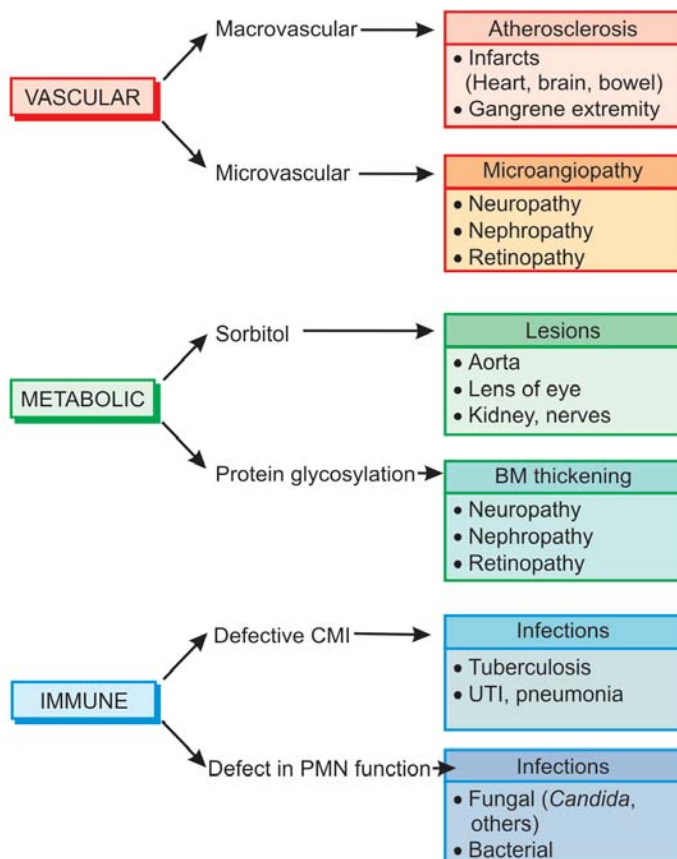 Macrovascular
Atherosclerosis
• Infarcts
(Heart, brain, bowel)
• Gangrene extremity
VASCULAR
Microvascular
Microangiopathy
• Neuropathy
• Nephropathy
• Retinopathy
Sorbitol
Lesions
• Aorta
• Lens of eye
• Kidney, nerves
METABOLIC
Protein glycosylation
BM thickening
• Neuropathy
• Nephropathy
• Retinopathy
Defective CMI
Infections
• Tuberculosis
• UTI, pneumonia
IMMUNE
Defect in PMN function
Infections
• Fungal (Candida,
others)
• Bacterial